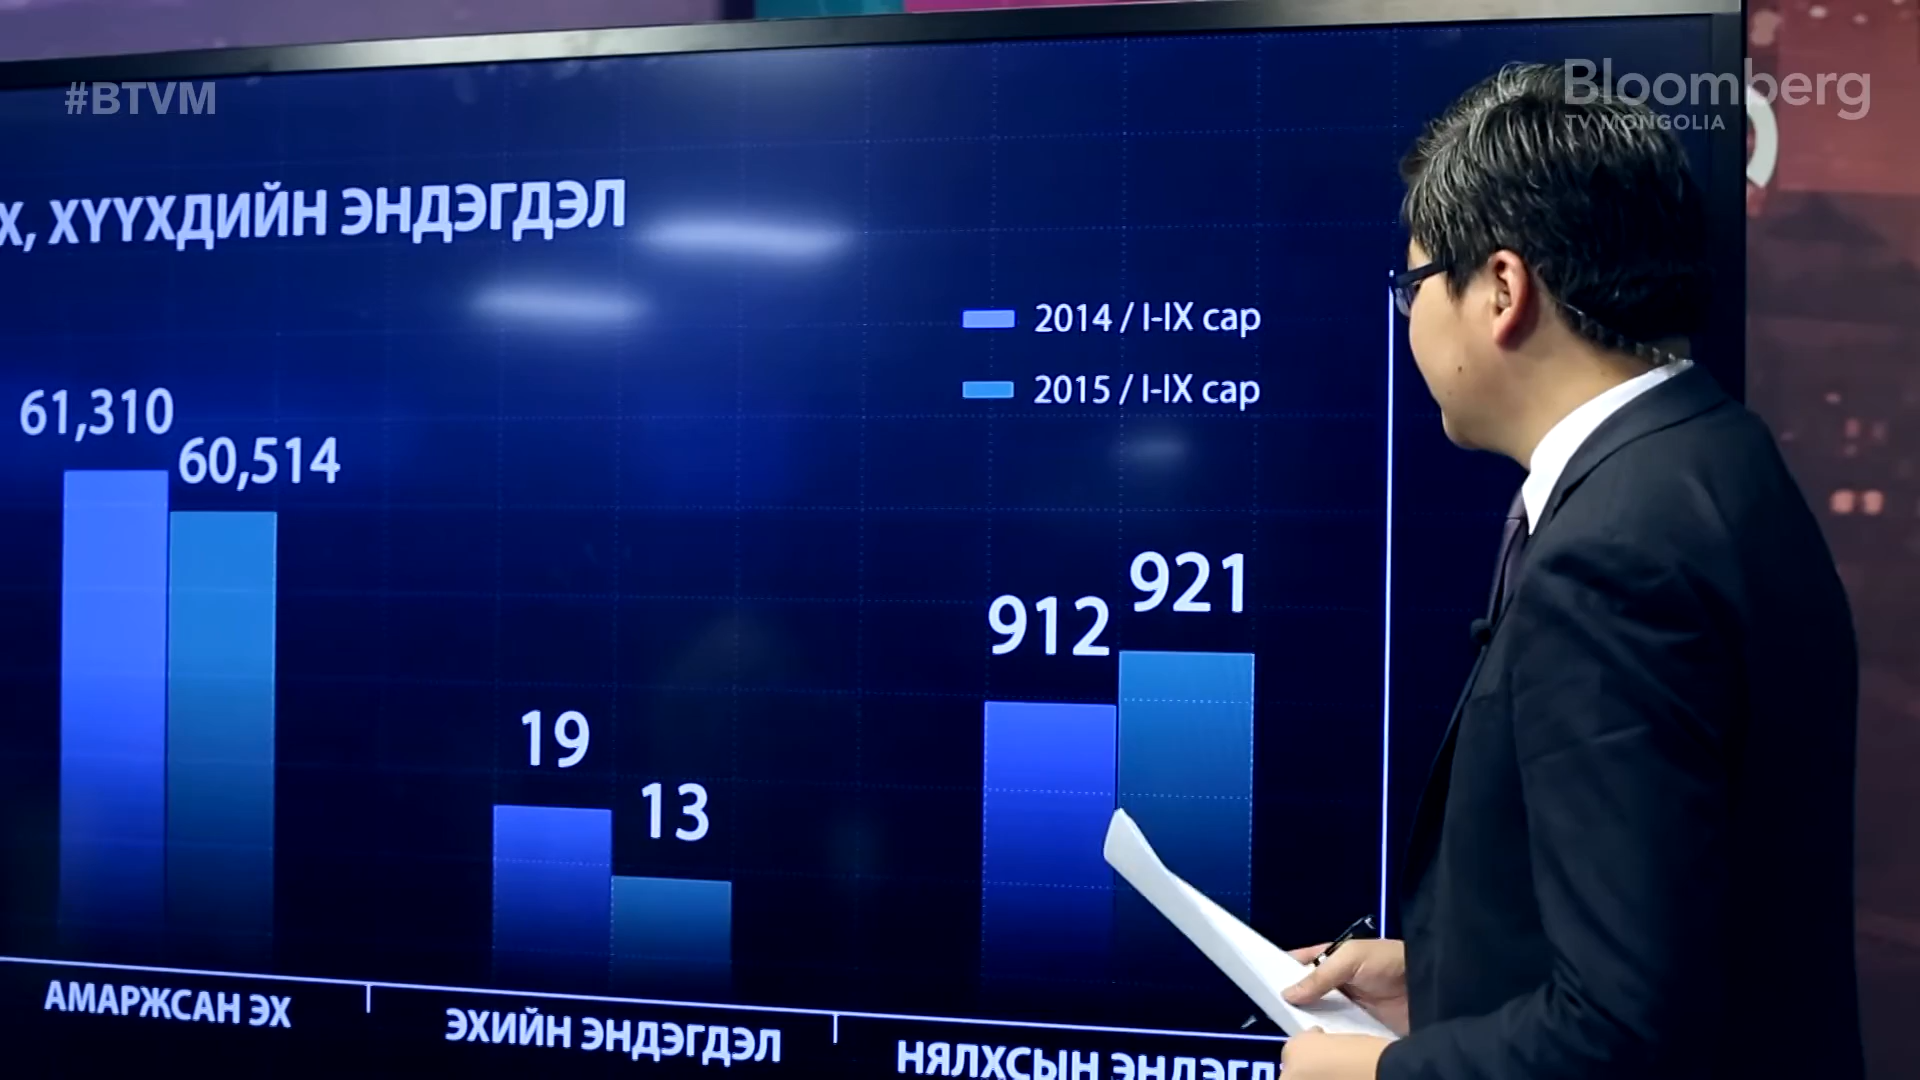 #BTVM
Bloomberg
TV MONGOLIA
Х, ХҮҮХДИЙН ЭНДЭГДЭЛ
2014 / I-IX сар
2015 / I-IX сар
61,310
60,514
19
13
912
921
АМАРЖСАН ЭХ
ЭХИЙН ЭНДЭГДЭЛ
НЯЛХСЫН